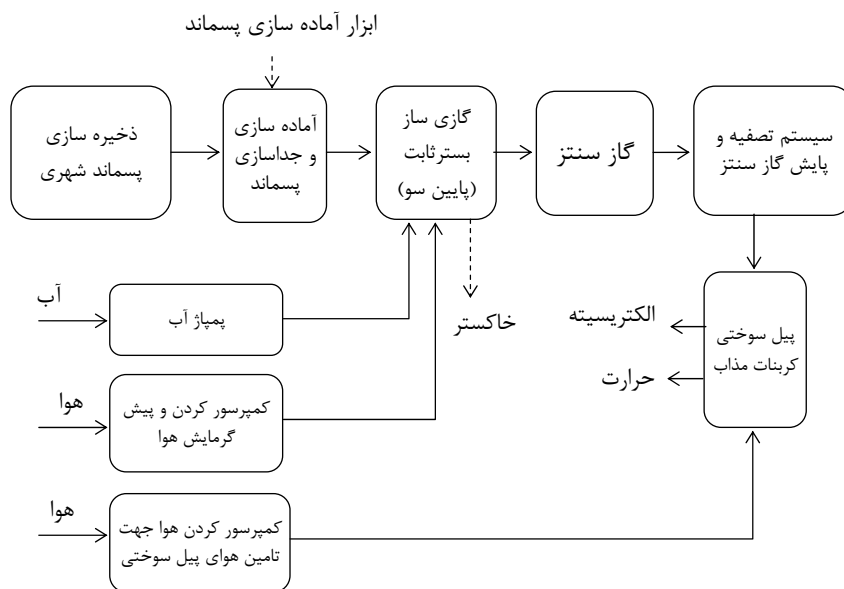 ابزار آماده سازی پسماند
ذخیره سازی
پسماند شهری
آماده سازی
و جداسازی
پسماند
گازی ساز
بسترثابت
(پایین سو)
گاز سنتز
سیستم تصفیه و
پایش گاز سنتز
آب
پمپاژ آب
خاکستر
الکتریسیته
حرارت
پیل سوختی
کربنات مذاب
هوا
کمپرسور کردن و پیش
گرمایش هوا
هوا
کمپرسور کردن هوا جهت
تامین هوای پیل سوختی